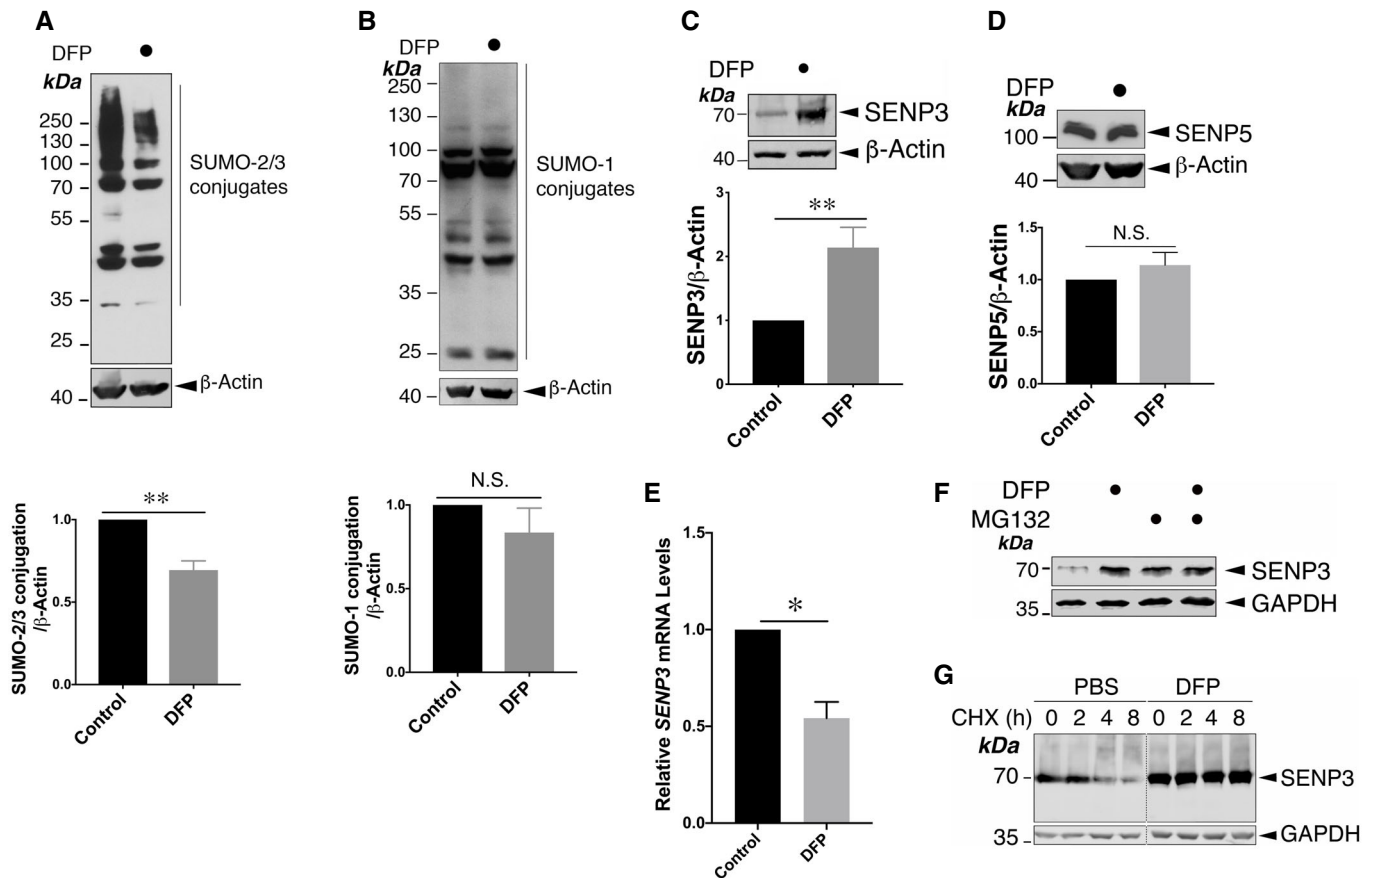 A
DFP ●
kDa
250
130
100
70
55
35
25
SUMO-2/3
conjugates
40
β-Actin
**
SUMO-2/3 conjugation
/β-Actin
1.0
0.5
0.0
Control
DFP
B
DFP ●
kDa
250
130
100
70
55
35
25
SUMO-1
conjugates
40
β-Actin
N.S.
SUMO-1 conjugation
/β-Actin
1.0
0.5
0.0
Control
DFP
C
DFP ●
kDa
70
SENP3
40
β-Actin
**
SENP3/β-Actin
3
2
1
0
Control
DFP
D
DFP ●
kDa
100
SENP5
40
β-Actin
N.S.
SENP5/β-Actin
1.5
1.0
0.5
0.0
Control
DFP
E
*
Relative SENP3 mRNA Levels
1.5
1.0
0.5
0.0
Control
DFP
F
DFP ● ●
MG132 ● ●
kDa
70
SENP3
35
GAPDH
G
PBS DFP
CHX (h) 0 2 4 8 0 2 4 8
kDa
70
SENP3
35
GAPDH